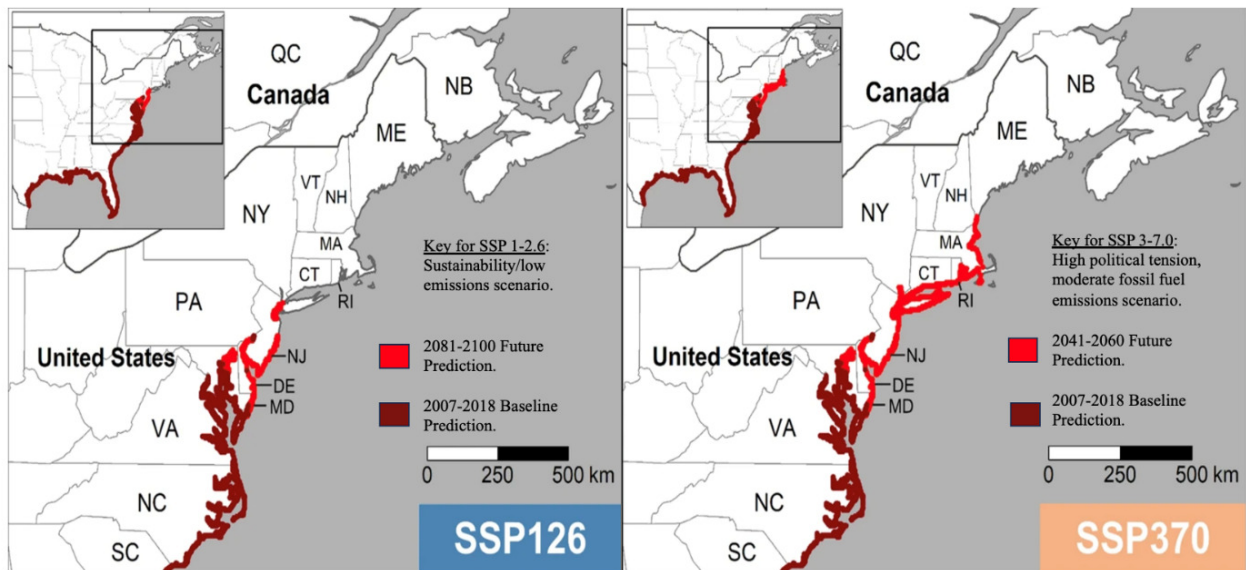 QC
Canada
NB
ME
VT
NH
NY
MA
CT
RI
PA
United States
NJ
DE
MD
VA
NC
SC
Key for SSP 1-2.6:
Sustainability/low
emissions scenario.
2081-2100 Future
Prediction.
2007-2018 Baseline
Prediction.
0 250 500 km
SSP126
QC
Canada
NB
ME
VT
NH
NY
MA
CT
RI
PA
United States
NJ
DE
MD
VA
NC
SC
Key for SSP 3-7.0:
High political tension,
moderate fossil fuel
emissions scenario.
2041-2060 Future
Prediction.
2007-2018 Baseline
Prediction.
0 250 500 km
SSP370